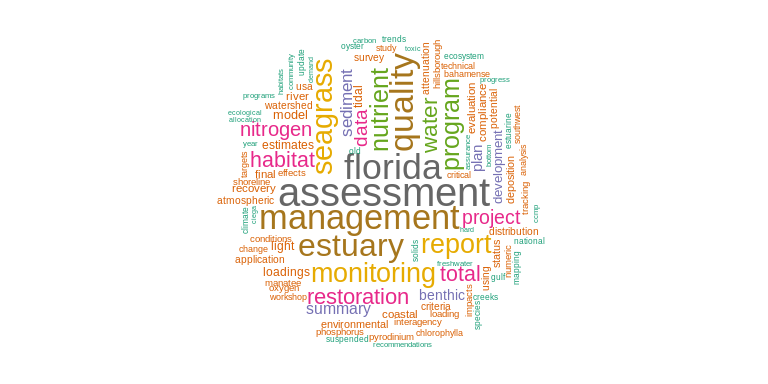 carbon
trends
oyster
study
toxic
survey
ecosystem
technical
bahamense
progress
hillsborough
attenuation
quality
nutrient
program
water
seagrass
sediment
tidal
data
update
demand
community
habitats
usa
river
programs
watershed
model
ecological
allocation
nitrogen
estimates
year
old
habitat
targets
final
effects
shoreline
recovery
atmospheric
florida
critical
assessment
management
evaluation
compliance
potential
estuarine
southwest
assurance
bottom
plan
development
deposition
analysis
tracking
ccmp
climate
crega
project
hard
distribution
national
conditions
change
light
application
estuary
report
solids
status
numeric
mapping
gulf
using
freshwater
loadings
manatee
oxygen
workshop
monitoring
total
restoration
benthic
creeks
impacts
species
summary
coastal
criteria
loading
environmental
interagency
phosphorus
pyrodinium
chlorophylla
suspended
recommendations